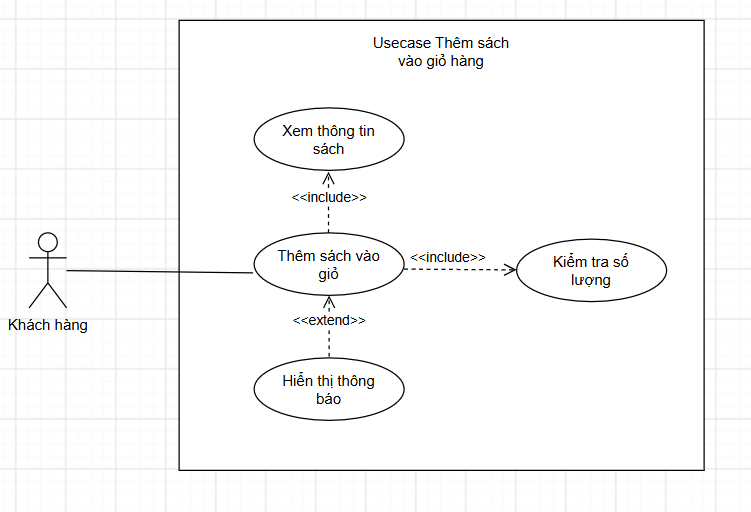 Usecase Thêm sách
vào giỏ hàng
Xem thông tin
sách
<<include>>
Thêm sách vào
giỏ
<<include>>
Kiểm tra số
lượng
<<extend>>
Khách hàng
Hiển thị thông
báo